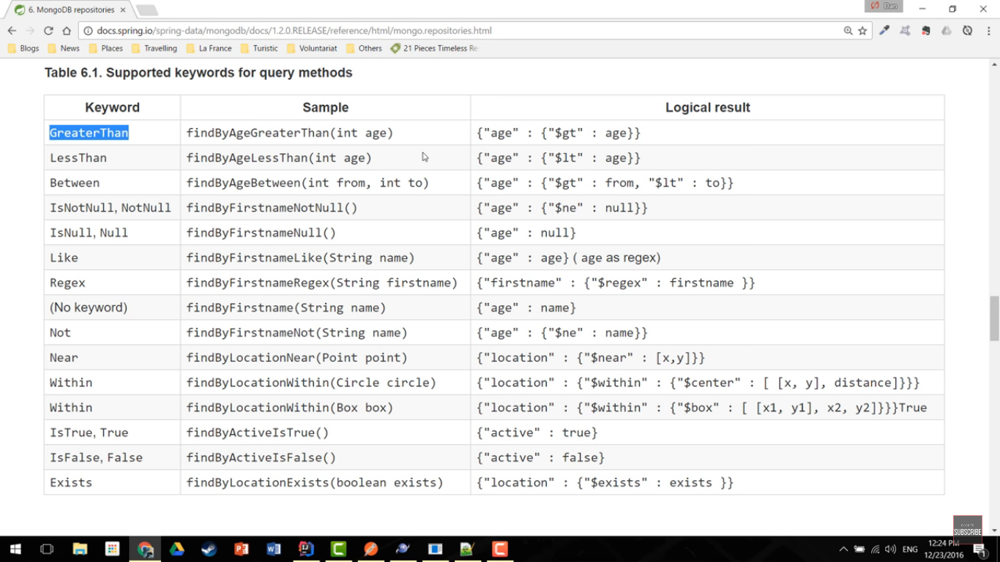 6. MongoDB repositories
Dan
docs.spring.io/spring-data/mongodb/docs/1.2.0.RELEASE/reference/html/mongo.repositories.html
Blogs News Places Travelling La France Turistic Voluntariat Others 21 Pieces Timeless Re
Table 6.1. Supported keywords for query methods
Keyword Sample Logical result
GreaterThan findByAgeGreaterThan(int age) {"age" : {"$gt" : age}}
LessThan findByAgeLessThan(int age) {"age" : {"$lt" : age}}
Between findByAgeBetween(int from, int to) {"age" : {"$gt" : from, "$lt" : to}}
IsNotNull, NotNull findByFirstnameNotNull() {"age" : {"$ne" : null}}
IsNull, Null findByFirstnameNull() {"age" : null}
Like findByFirstnameLike(String name) {"age" : age} ( age as regex)
Regex findByFirstnameRegex(String firstname) {"firstname" : {"$regex" : firstname }}
(No keyword) findByFirstname(String name) {"age" : name}
Not findByFirstnameNot(String name) {"age" : {"$ne" : name}}
Near findByLocationNear(Point point) {"location" : {"$near" : [x,y]}}
Within findByLocationWithin(Circle circle) {"location" : {"$within" : {"$center" : [ [x, y], distance]}}}
Within findByLocationWithin(Box box) {"location" : {"$within" : {"$box" : [ [x1, y1], x2, y2]}}}True
IsTrue, True findByActiveIsTrue() {"active" : true}
IsFalse, False findByActiveIsFalse() {"active" : false}
Exists findByLocationExists(boolean exists) {"location" : {"$exists" : exists }}
CLICK TO
SUBSCRIBE
ENG
12:24 PM
12/23/2016
1